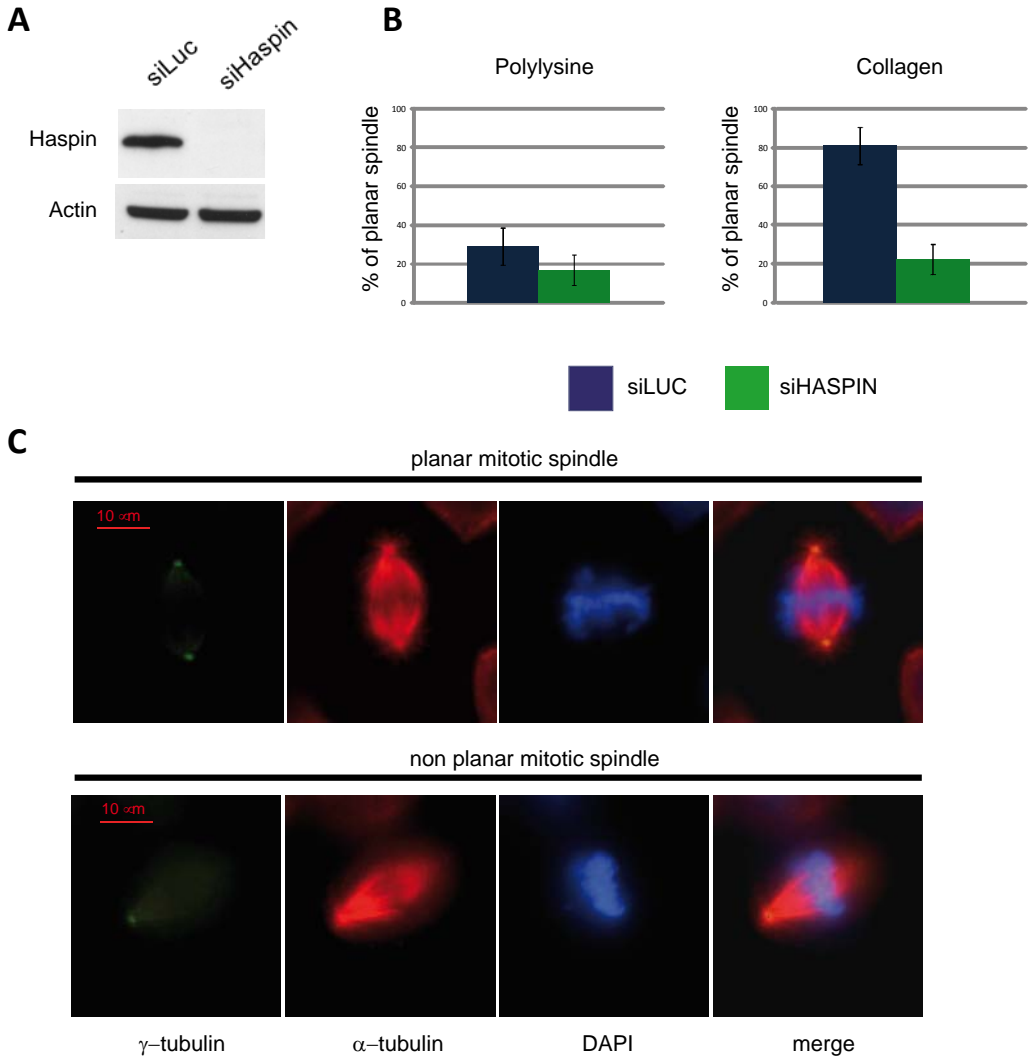 A
siLuc
siHaspin
Haspin
Actin
B
Polylysine
% of planar spindle
100
80
60
40
20
0
Collagen
% of planar spindle
100
80
60
40
20
0
siLUC
siHASPIN
C
planar mitotic spindle
10 ∝m
non planar mitotic spindle
10 ∝m
γ−tubulin
α−tubulin
DAPI
merge